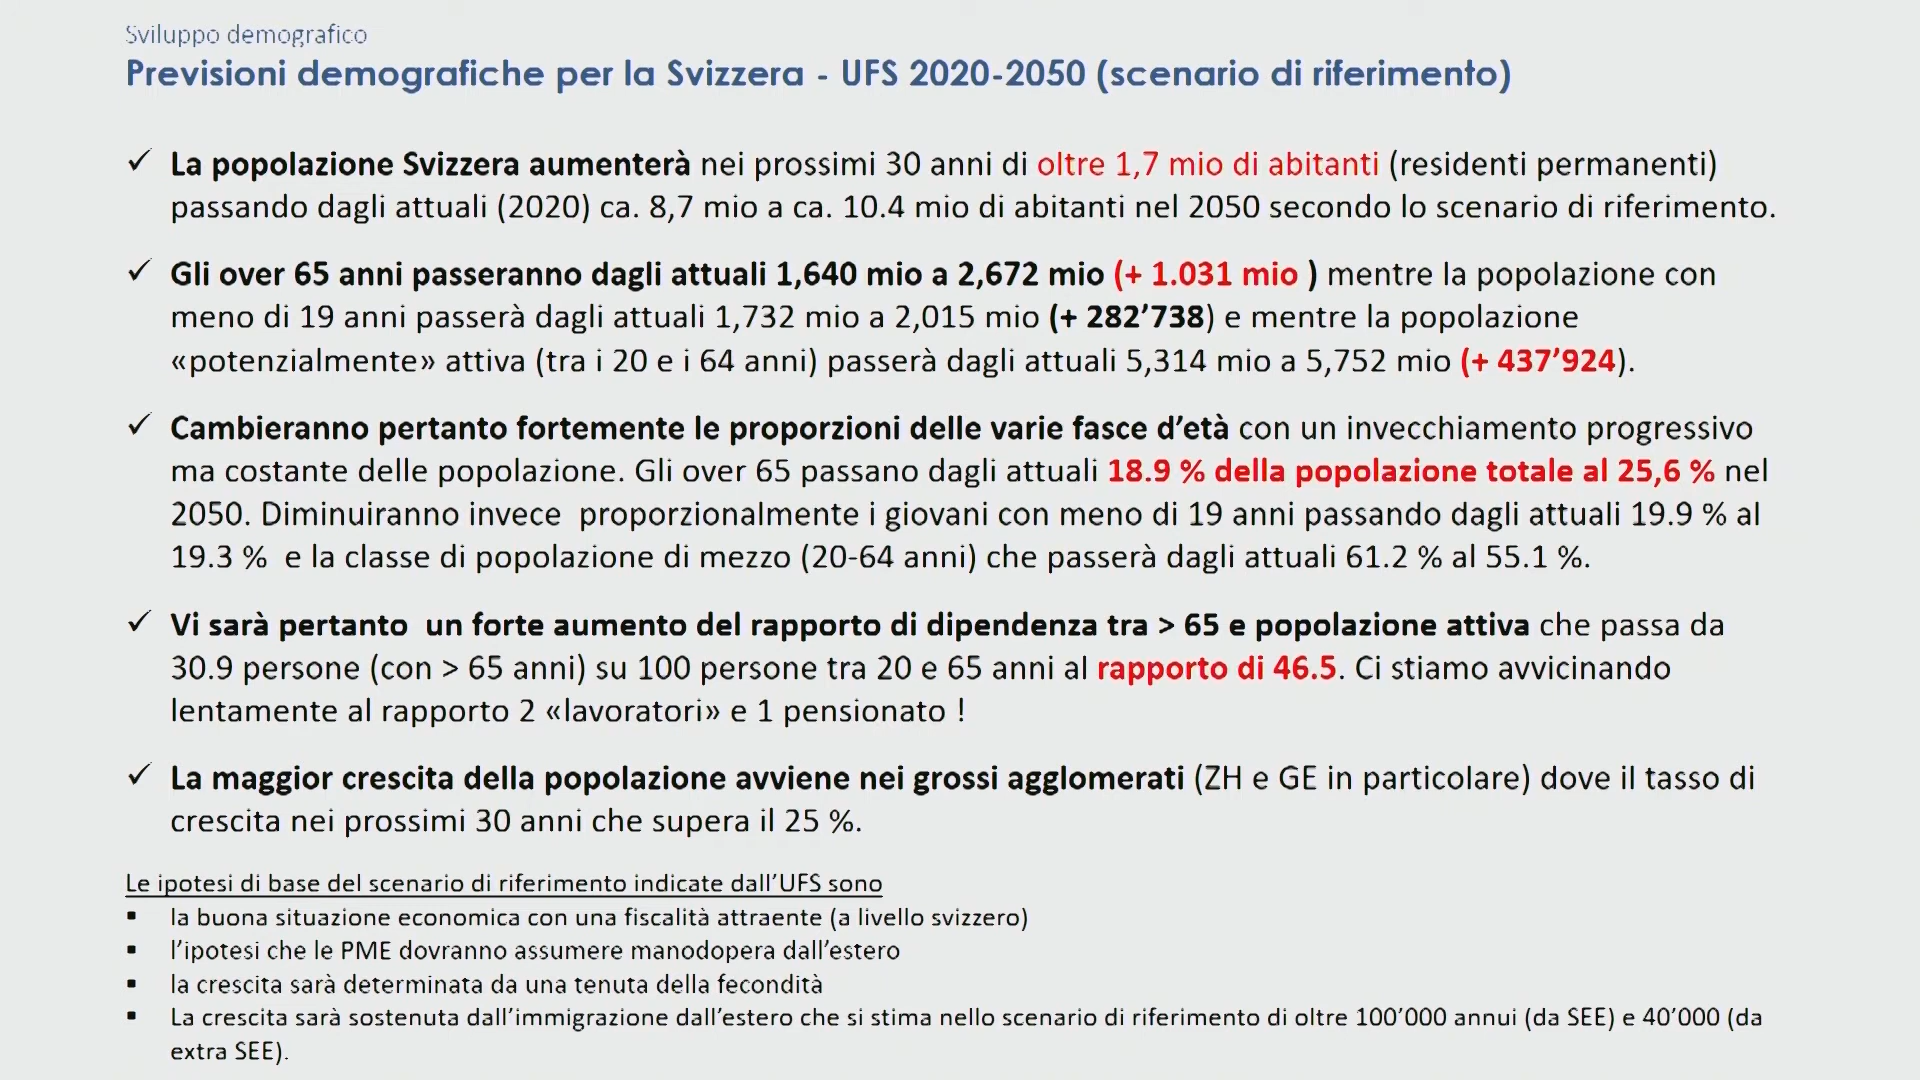 Sviluppo demografico
Previsioni demografiche per la Svizzera - UFS 2020-2050 (scenario di riferimento)
✓ La popolazione Svizzera aumenterà nei prossimi 30 anni di oltre 1,7 mio di abitanti (residenti permanenti)
passando dagli attuali (2020) ca. 8,7 mio a ca. 10.4 mio di abitanti nel 2050 secondo lo scenario di riferimento.
✓ Gli over 65 anni passeranno dagli attuali 1,640 mio a 2,672 mio (+ 1.031 mio ) mentre la popolazione con
meno di 19 anni passerà dagli attuali 1,732 mio a 2,015 mio (+ 282’738) e mentre la popolazione
«potenzialmente» attiva (tra i 20 e i 64 anni) passerà dagli attuali 5,314 mio a 5,752 mio (+ 437’924).
✓ Cambieranno pertanto fortemente le proporzioni delle varie fasce d’età con un invecchiamento progressivo
ma costante delle popolazione. Gli over 65 passano dagli attuali 18.9 % della popolazione totale al 25,6 % nel
2050. Diminuiranno invece  proporzionalmente i giovani con meno di 19 anni passando dagli attuali 19.9 % al
19.3 %  e la classe di popolazione di mezzo (20-64 anni) che passerà dagli attuali 61.2 % al 55.1 %.
✓ Vi sarà pertanto  un forte aumento del rapporto di dipendenza tra > 65 e popolazione attiva che passa da
30.9 persone (con > 65 anni) su 100 persone tra 20 e 65 anni al rapporto di 46.5. Ci stiamo avvicinando
lentamente al rapporto 2 «lavoratori» e 1 pensionato !
✓ La maggior crescita della popolazione avviene nei grossi agglomerati (ZH e GE in particolare) dove il tasso di
crescita nei prossimi 30 anni che supera il 25 %.
Le ipotesi di base del scenario di riferimento indicate dall’UFS sono
▪ la buona situazione economica con una fiscalità attraente (a livello svizzero)
▪ l’ipotesi che le PME dovranno assumere manodopera dall’estero
▪ la crescita sarà determinata da una tenuta della fecondità
▪ La crescita sarà sostenuta dall’immigrazione dall’estero che si stima nello scenario di riferimento di oltre 100’000 annui (da SEE) e 40’000 (da
extra SEE).